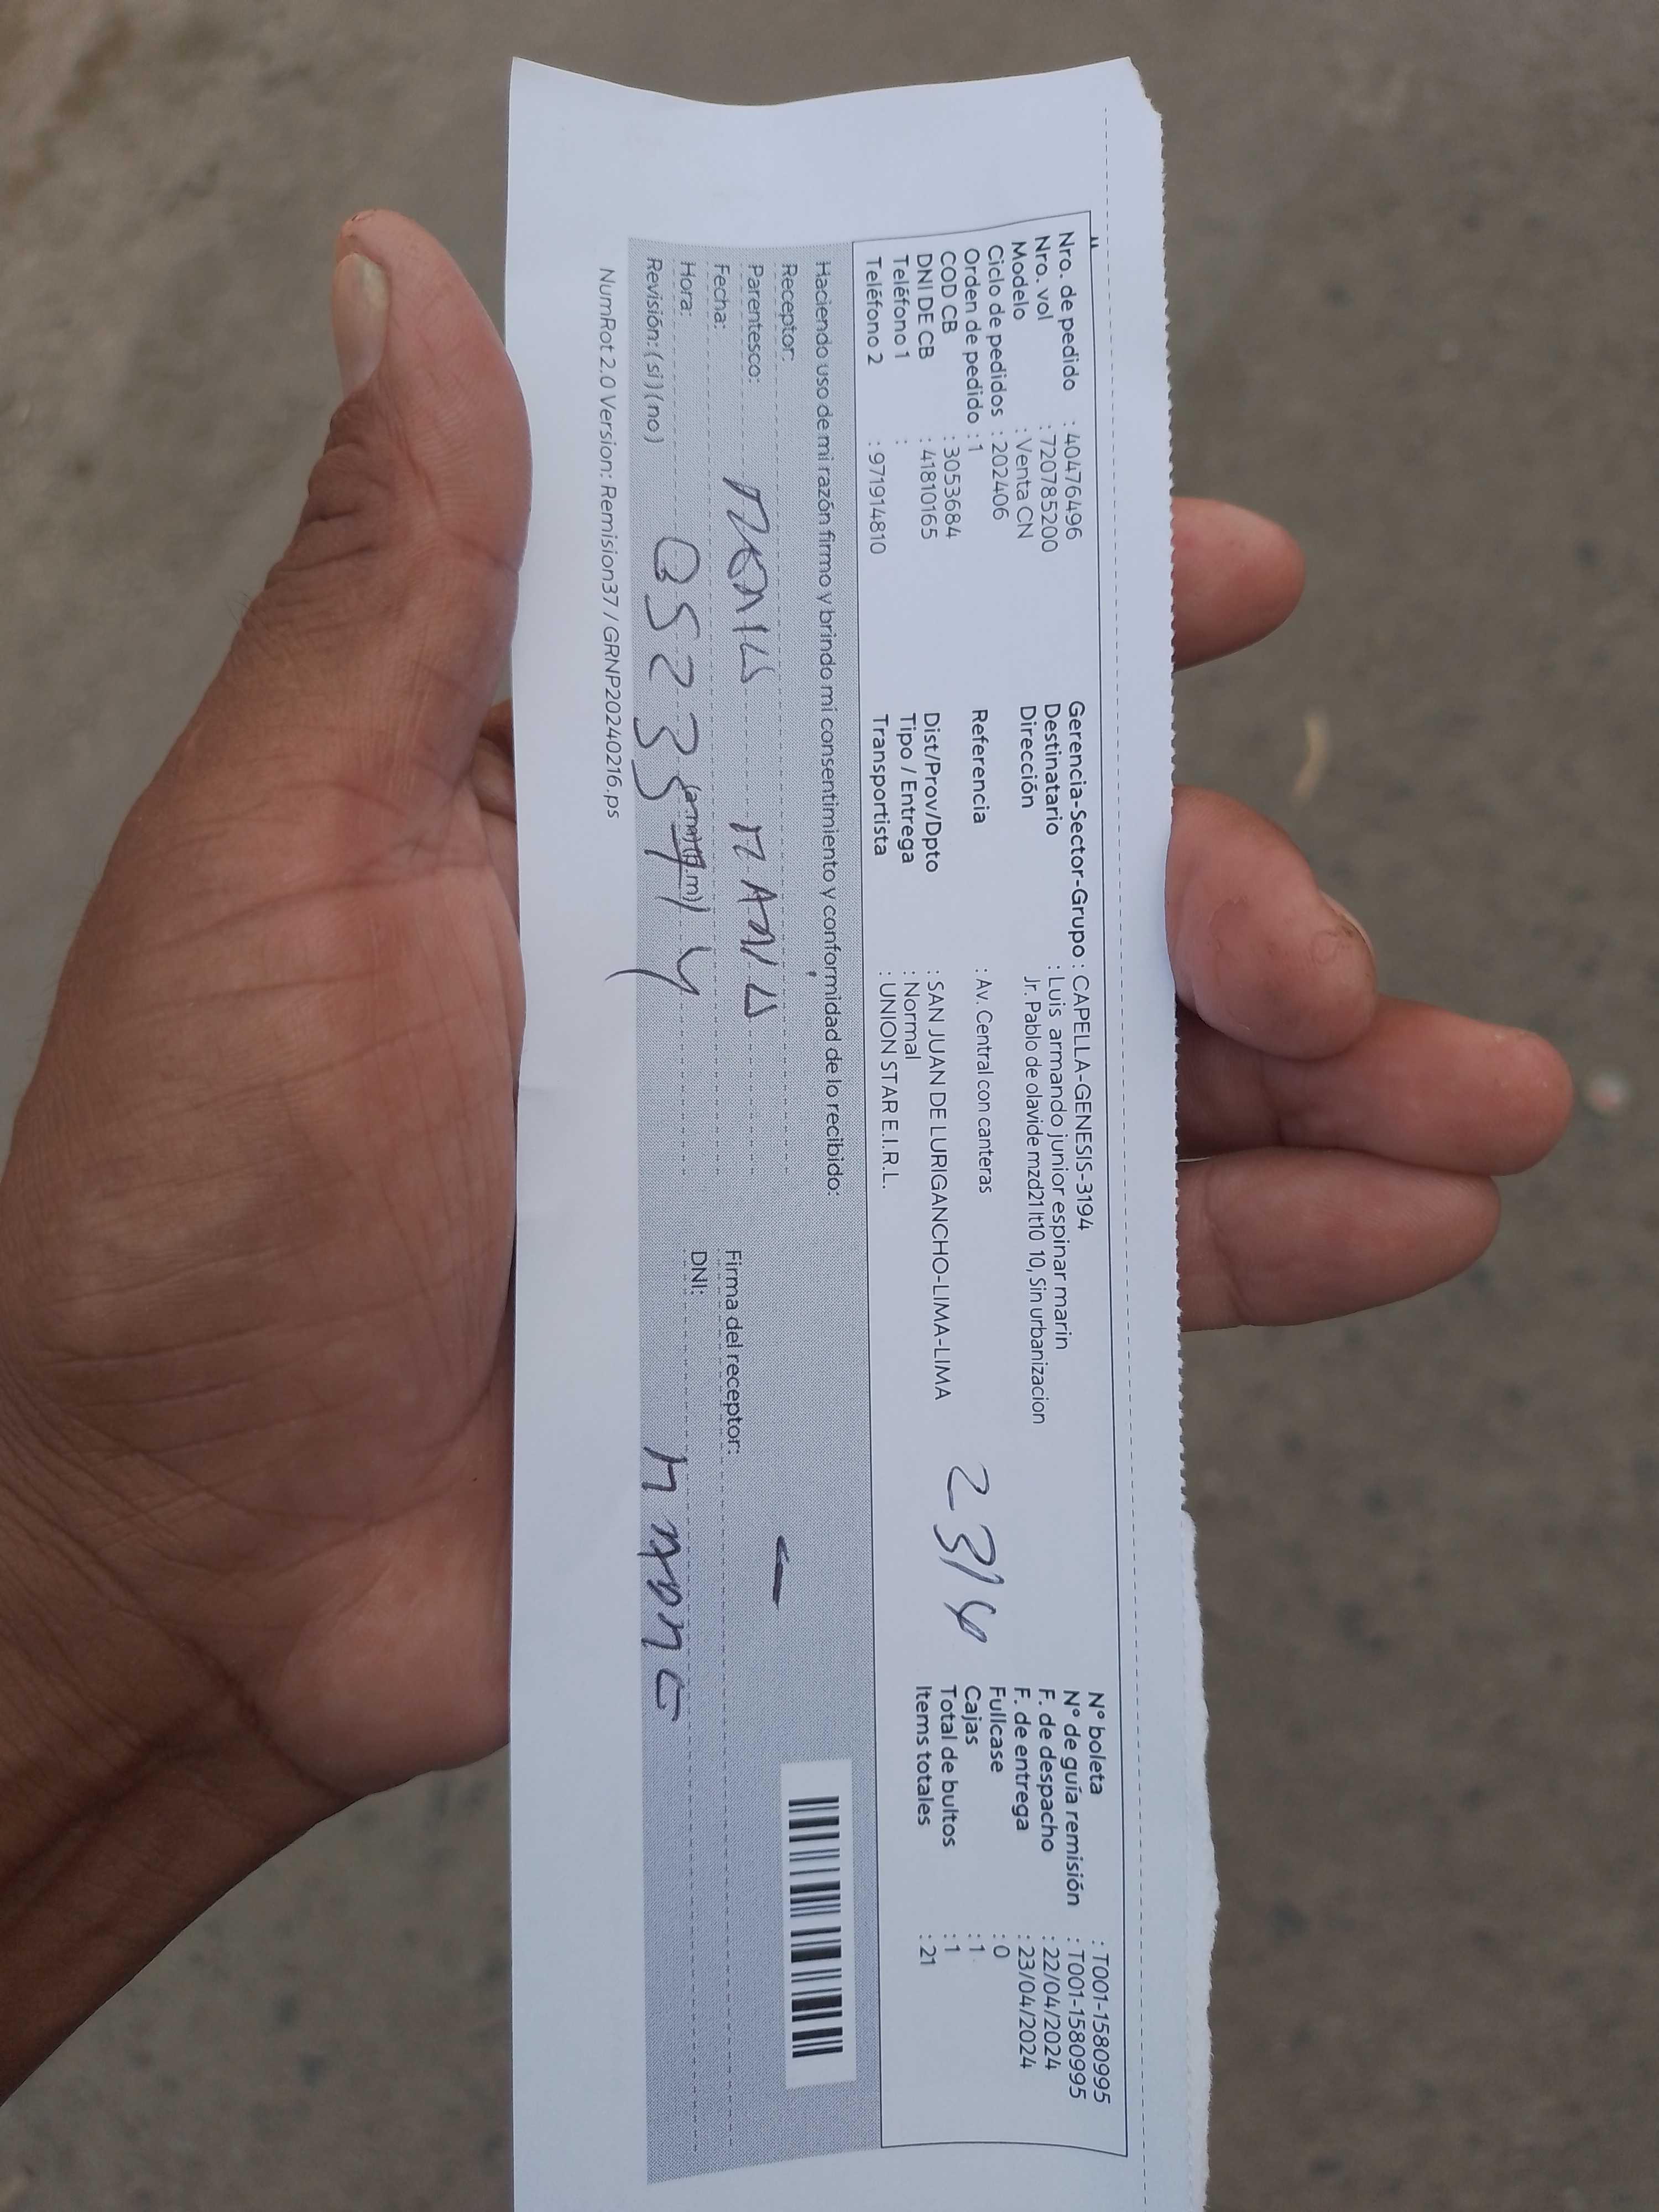 Nro. de pedido : 40476496
Nro. vol : 720785200
Modelo : Venta CN
Ciclo de pedidos : 202406
Orden de pedido : 1
COD CB : 3053684
DNI DE CB : 41810165
Teléfono 1 :
Teléfono 2 : 971914810
Gerencia-Sector-Grupo : CAPELLA-GENESIS-3194
Destinatario : Luis armando junior espinar marin
Dirección Jr. Pablo de olavide mzd21 lt10 10, Sin urbanizacion
Referencia : Av. Central con canteras
Dist/Prov/Dpto : SAN JUAN DE LURIGANCHO-LIMA-LIMA
Tipo / Entrega : Normal
Transportista : UNION STAR E.I.R.L.
N° boleta : T001-1580995
N° de guía remisión : T001-1580995
F. de despacho : 22/04/2024
F. de entrega : 23/04/2024
Fullcase : 0
Cajas : 1
Total de bultos : 1
Items totales : 21
Haciendo uso de mi razón firmo y brindo mi consentimiento y conformidad de lo recibido:
Receptor:
Parentesco:
Fecha:
Hora: (a.m)(p.m)
Revisión: (si) (no)
Firma del receptor:
DNI:
NumRot 2.0 Version: Remision37 / GRNP20240216.ps